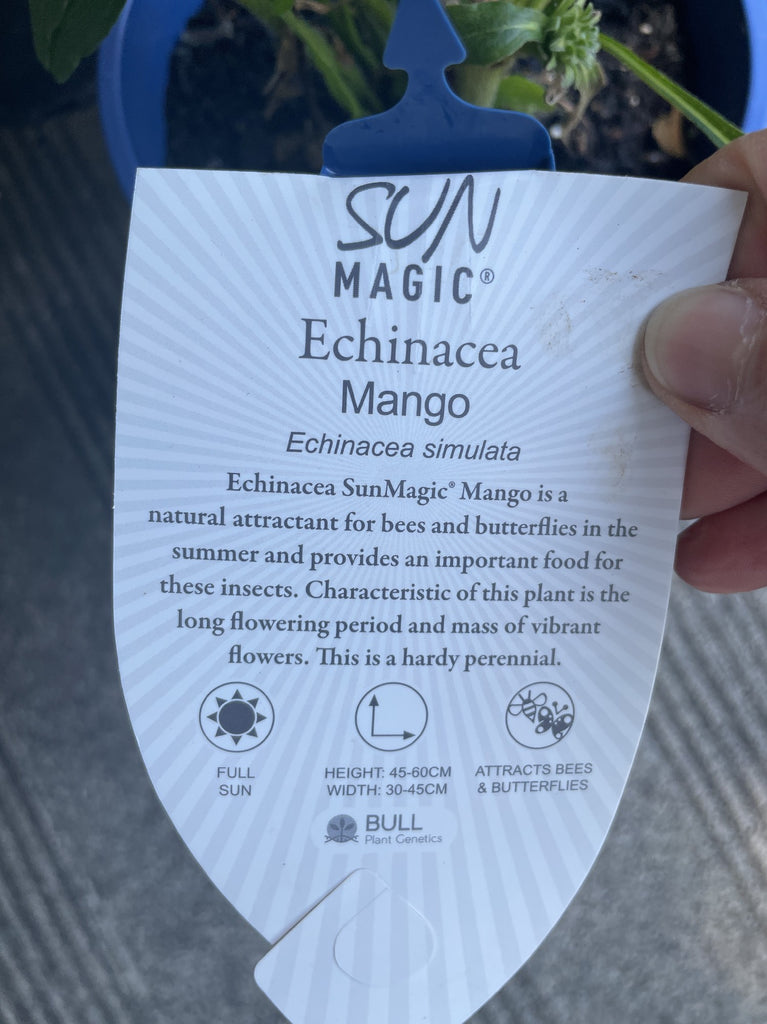 SUN
MAGIC®
Echinacea
Mango
Echinacea simulata
Echinacea SunMagic® Mango is a
natural attractant for bees and butterflies in the
summer and provides an important food for
these insects. Characteristic of this plant is the
long flowering period and mass of vibrant
flowers. This is a hardy perennial.
FULL
SUN
HEIGHT: 45-60CM
WIDTH: 30-45CM
ATTRACTS BEES
& BUTTERFLIES
BULL
Plant Genetics